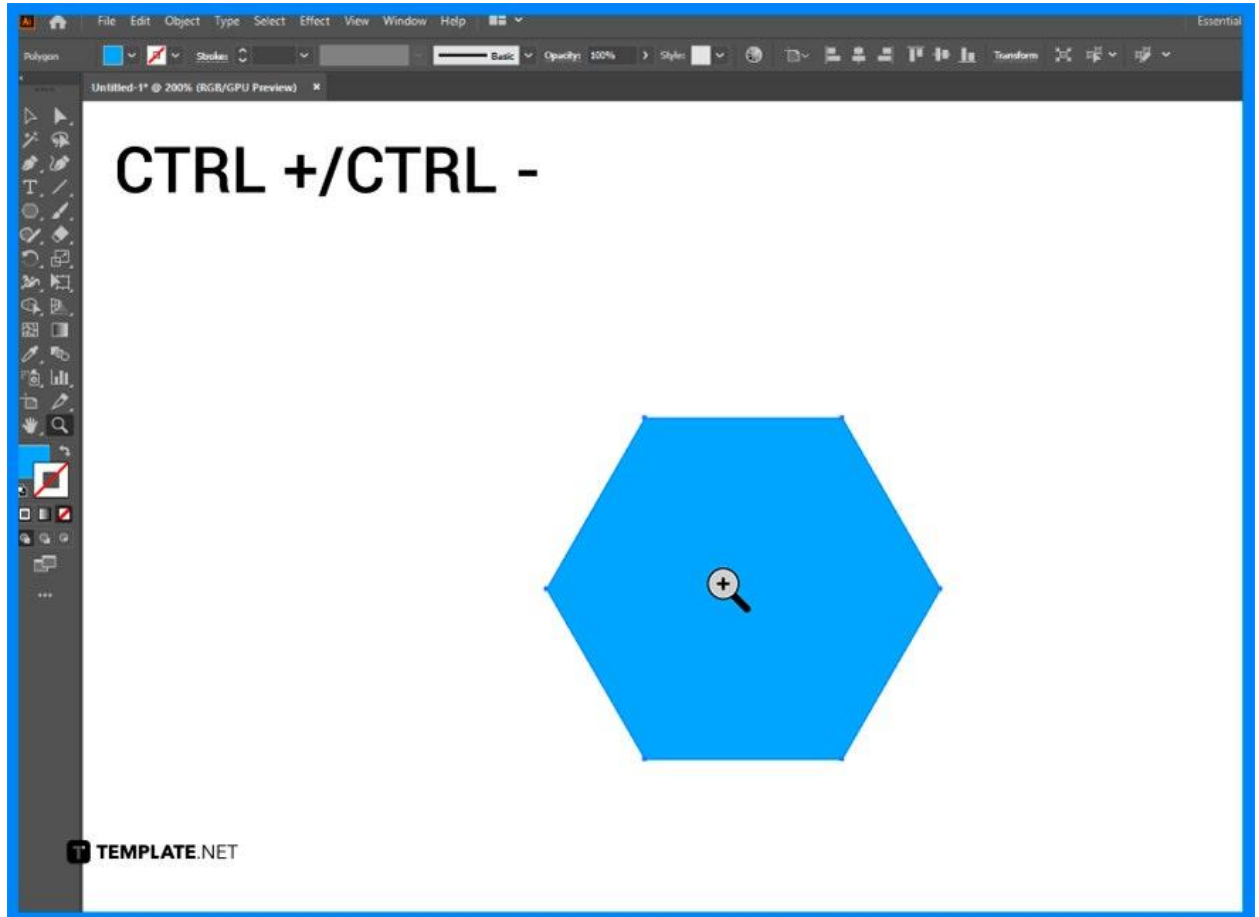 Ai File Edit Object Type Select Effect View Window Help Essential
Polygon Stroke: Basic Opacity: 100% Style: Transform
Untitled-1* @ 200% (RGB/GPU Preview) ×
CTRL +/CTRL -
T TEMPLATE.NET